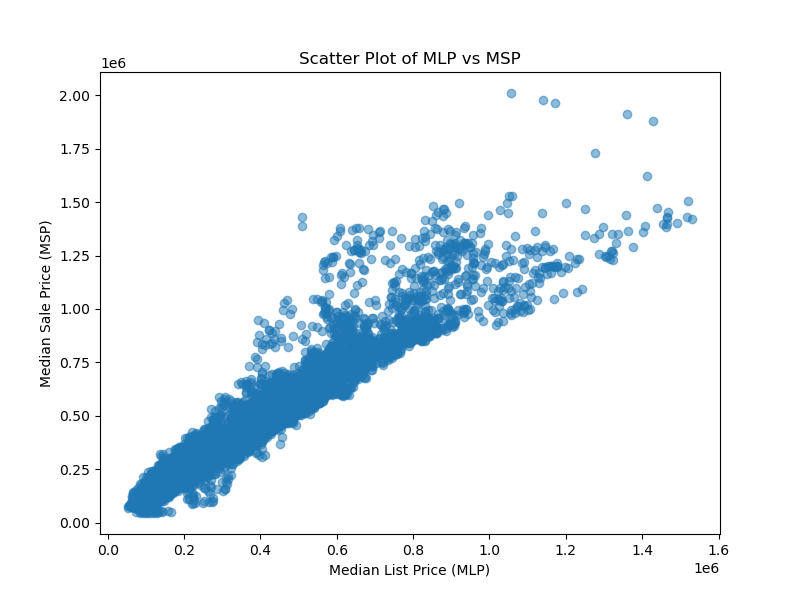 Scatter Plot of MLP vs MSP
1e6
2.00
1.75
1.50
1.25
1.00
0.75
0.50
0.25
0.00
Median Sale Price (MSP)
0.0 0.2 0.4 0.6 0.8 1.0 1.2 1.4 1.6
1e6
Median List Price (MLP)